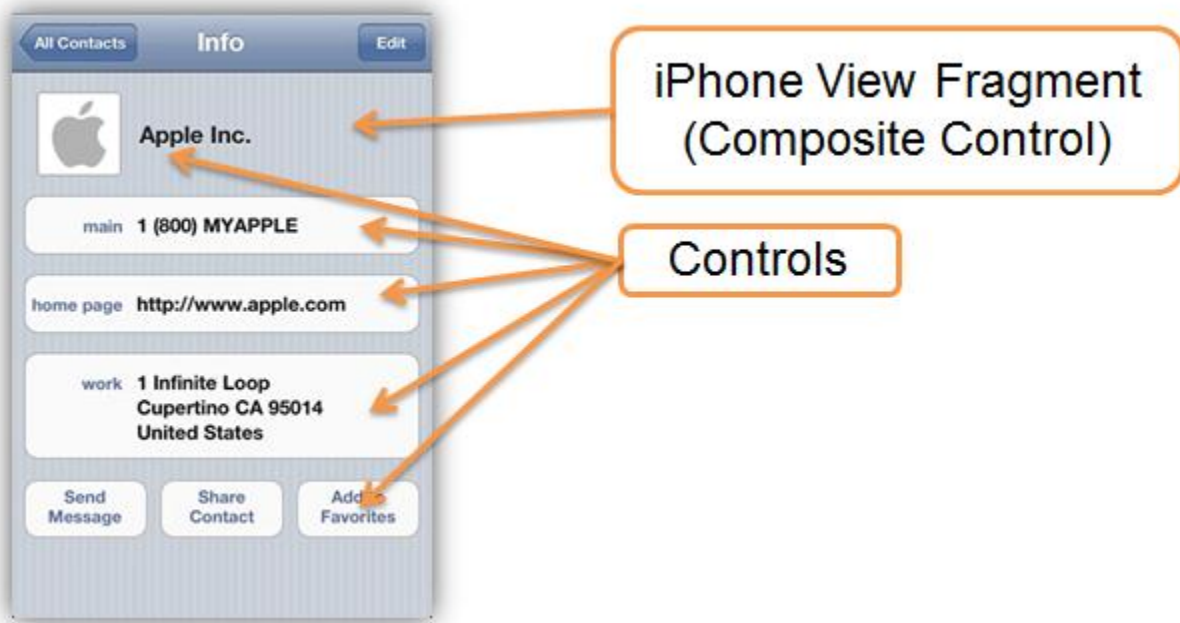 All Contacts
Info
Edit
Apple Inc.
main 1 (800) MYAPPLE
home page http://www.apple.com
work 1 Infinite Loop
Cupertino CA 95014
United States
Send
Message
Share
Contact
Add
Favorites
iPhone View Fragment
(Composite Control)
Controls